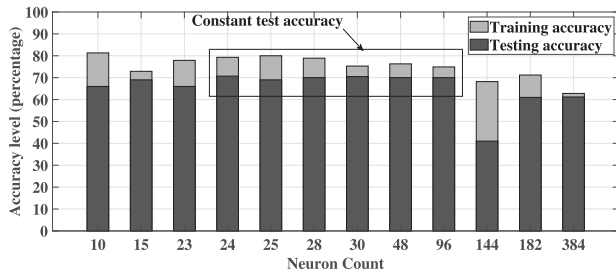 Constant test accuracy
Training accuracy
Testing accuracy
Accuracy level (percentage)
100
90
80
70
60
50
40
30
20
10
0
10 15 23 24 25 28 30 48 96 144 182 384
Neuron Count